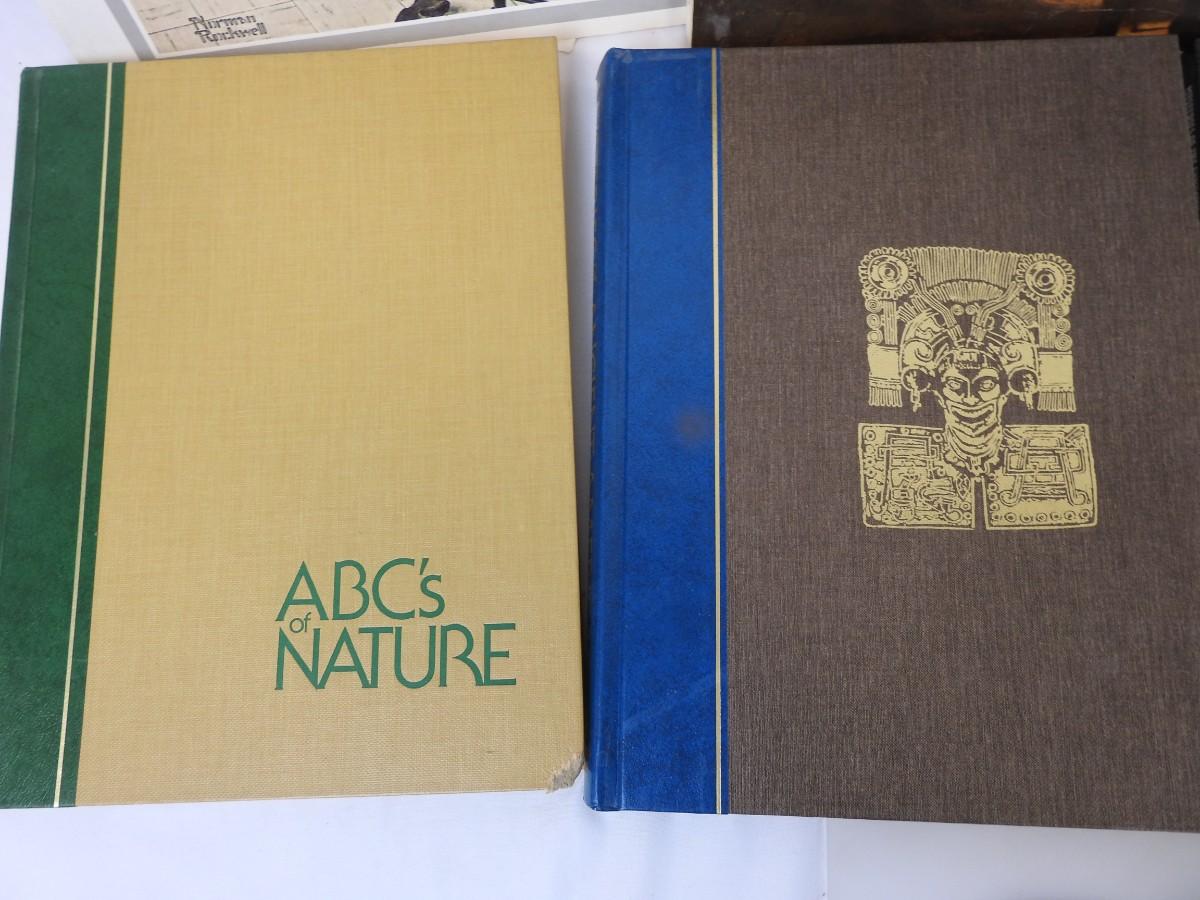 Norman
Rockwell
ABC's
of
NATURE